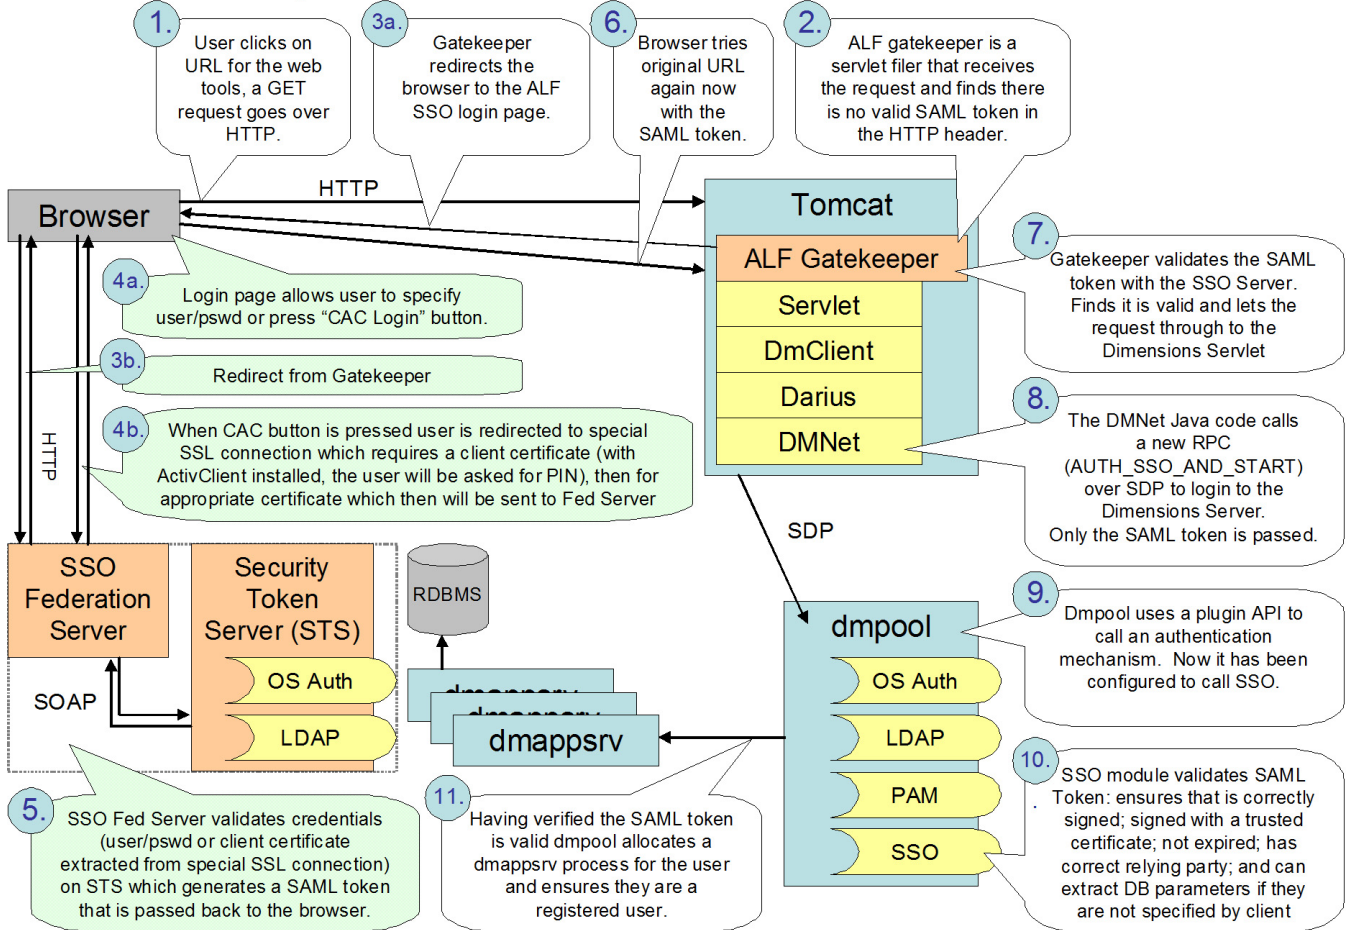 1.
User clicks on
URL for the web
tools, a GET
request goes over
HTTP.
3a.
Gatekeeper
redirects the
browser to the ALF
SSO login page.
6.
Browser tries
original URL
again now
with the
SAML token.
2.
ALF gatekeeper is a
servlet filer that receives
the request and finds there
is no valid SAML token in
the HTTP header.
HTTP
Browser
Tomcat
ALF Gatekeeper
Servlet
DmClient
Darius
DMNet
7.
Gatekeeper validates the SAML
token with the SSO Server.
Finds it is valid and lets the
request through to the
Dimensions Servlet
4a.
Login page allows user to specify
user/pswd or press “CAC Login” button.
3b.
Redirect from Gatekeeper
4b.
When CAC button is pressed user is redirected to special
SSL connection which requires a client certificate (with
ActivClient installed, the user will be asked for PIN), then for
appropriate certificate which then will be sent to Fed Server
HTTP
8.
The DMNet Java code calls
a new RPC
(AUTH_SSO_AND_START)
over SDP to login to the
Dimensions Server.
Only the SAML token is passed.
SDP
SSO
Federation
Server
Security
Token
Server (STS)
OS Auth
LDAP
SOAP
RDBMS
dmappsrv
dmappsrv
dmappsrv
dmpool
OS Auth
LDAP
PAM
SSO
9.
Dmpool uses a plugin API to
call an authentication
mechanism. Now it has been
configured to call SSO.
10.
.
SSO module validates SAML
Token: ensures that is correctly
signed; signed with a trusted
certificate; not expired; has
correct relying party; and can
extract DB parameters if they
are not specified by client
5.
SSO Fed Server validates credentials
(user/pswd or client certificate
extracted from special SSL connection)
on STS which generates a SAML token
that is passed back to the browser.
11.
Having verified the SAML token
is valid dmpool allocates a
dmappsrv process for the user
and ensures they are a
registered user.